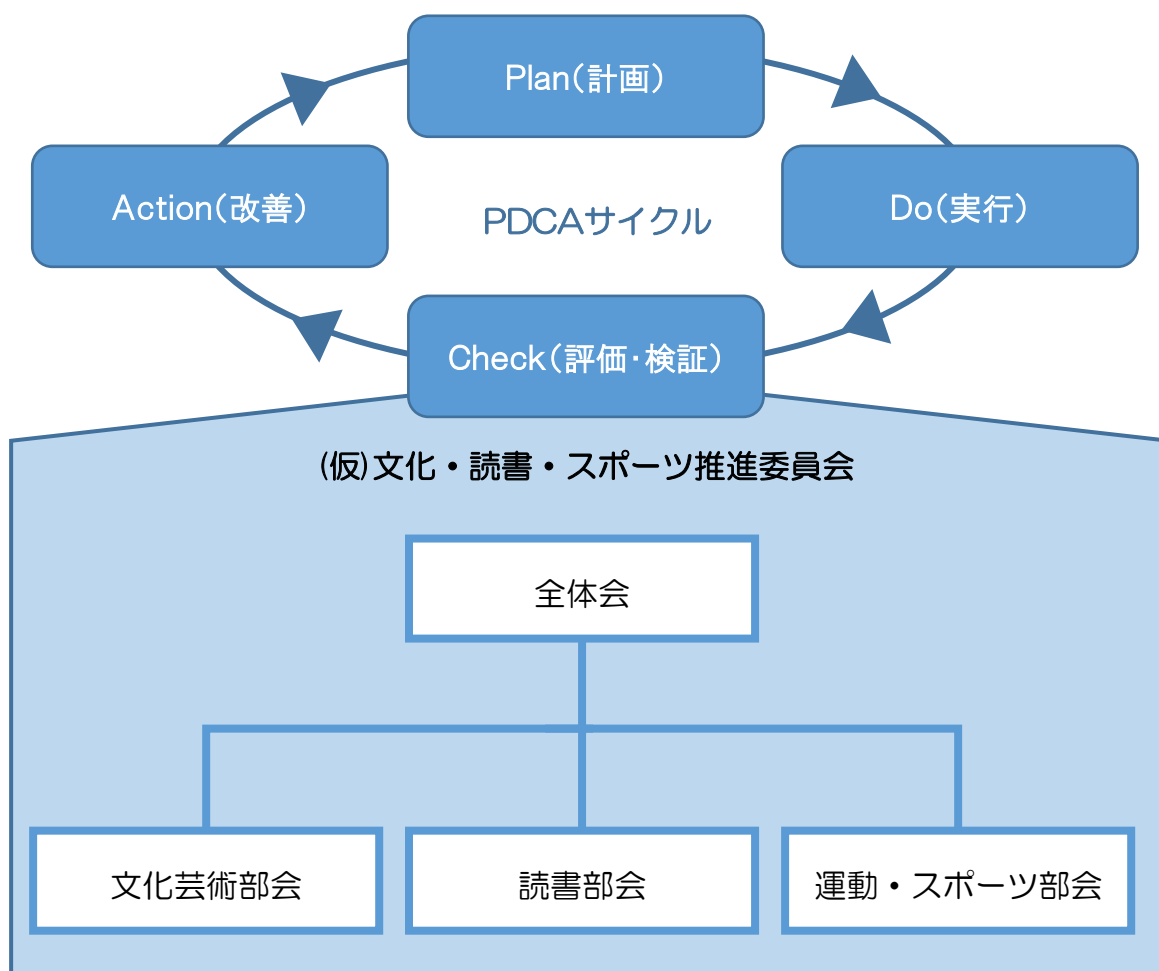 Plan(計画)
Action(改善)
PDCAサイクル
Do(実行)
Check(評価・検証)
(仮)文化・読書・スポーツ推進委員会
全体会
文化芸術部会
読書部会
運動・スポーツ部会